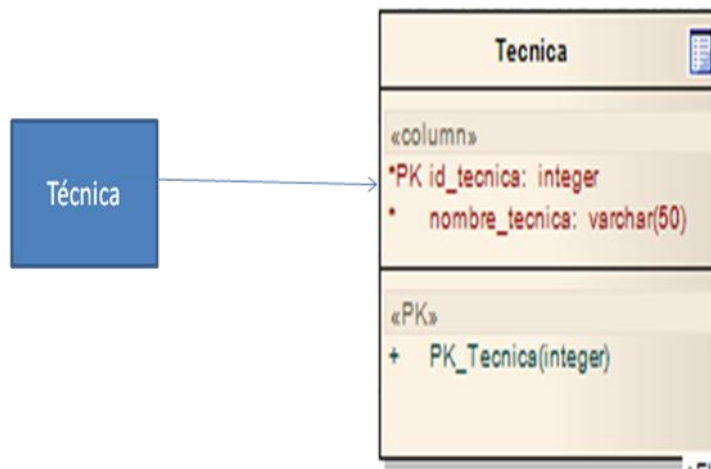 Técnica
Tecnica
«column»
*PK id_tecnica: integer
* nombre_tecnica: varchar(50)
«PK»
+ PK_Tecnica(integer)